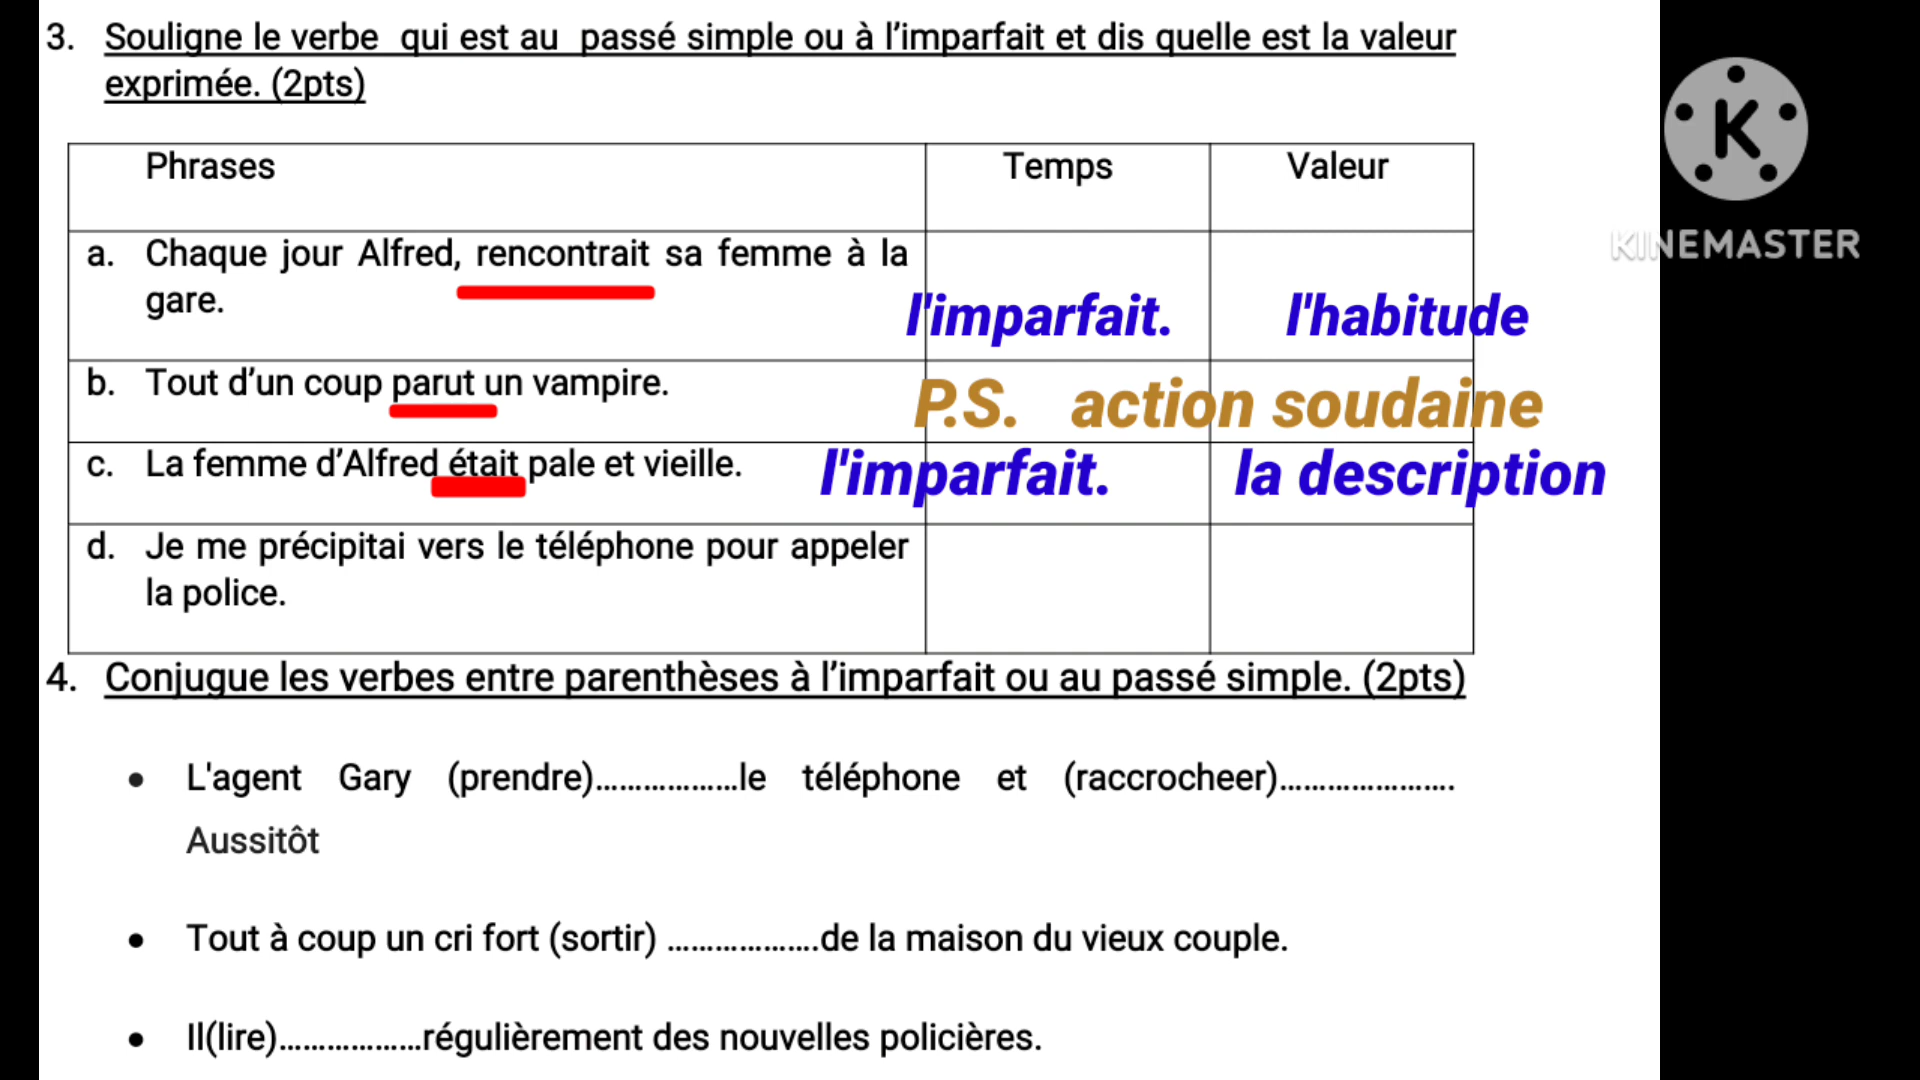 3. Souligne le verbe qui est au passé simple ou à l’imparfait et dis quelle est la valeur
exprimée. (2pts)
K
KINEMASTER
Phrases Temps Valeur
a. Chaque jour Alfred, rencontrait sa femme à la
gare.
l'imparfait. l'habitude
b. Tout d’un coup parut un vampire. P.S. action soudaine
c. La femme d’Alfred était pale et vieille. l'imparfait. la description
d. Je me précipitai vers le téléphone pour appeler
la police.
4. Conjugue les verbes entre parenthèses à l’imparfait ou au passé simple. (2pts)
● L'agent Gary (prendre)..................le téléphone et (raccrocheer)......................
Aussitôt
● Tout à coup un cri fort (sortir) ...................de la maison du vieux couple.
● Il(lire)..................régulièrement des nouvelles policières.